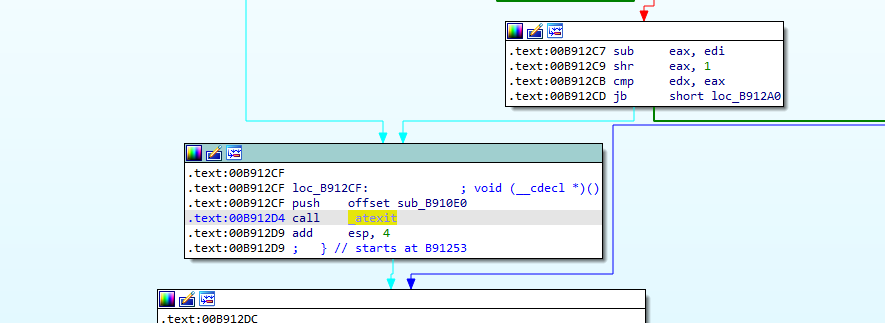 .text:00B912C7 sub eax, edi
.text:00B912C9 shr eax, 1
.text:00B912CB cmp edx, eax
.text:00B912CD jb short loc_B912A0
.text:00B912CF
.text:00B912CF loc_B912CF: ; void (__cdecl *)()
.text:00B912CF push offset sub_B910E0
.text:00B912D4 call _atexit
.text:00B912D9 add esp, 4
.text:00B912D9 ; } // starts at B91253
.text:00B912DC